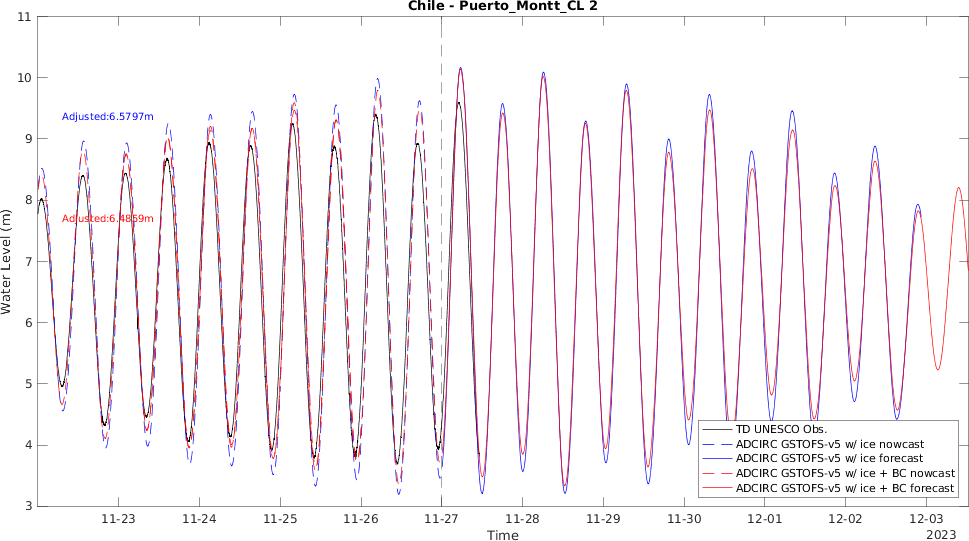 Chile - Puerto_Montt_CL 2
Water Level (m)
11
10
9
8
7
6
5
4
3
Adjusted:6.5797m
Adjusted:6.4859m
TD UNESCO Obs.
ADCIRC GSTOFS-v5 w/ ice nowcast
ADCIRC GSTOFS-v5 w/ ice forecast
ADCIRC GSTOFS-v5 w/ ice + BC nowcast
ADCIRC GSTOFS-v5 w/ ice + BC forecast
11-23 11-24 11-25 11-26 11-27 11-28 11-29 11-30 12-01 12-02 12-03
Time
2023